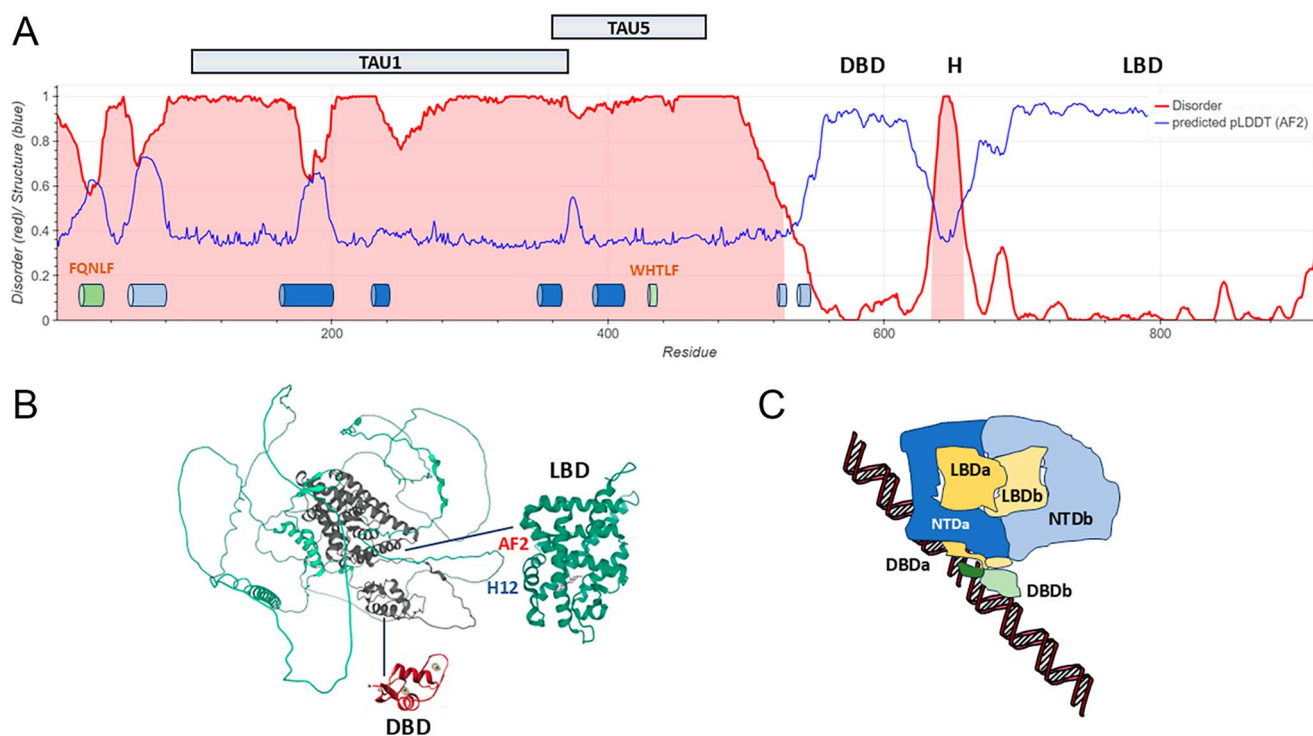 A
TAU5
TAU1
DBD H LBD
Disorder (red)/ Structure (blue)
1
0.8
0.6
0.4
0.2
0
Disorder
predicted pLDDT (AF2)
FQNLF
WHTLF
200 400 600 800
Residue
B
LBD
AF2
H12
DBD
C
LBDa
LBDb
NTDa
NTDb
DBDa
DBDb